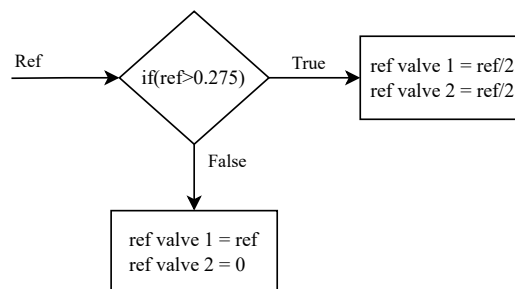 Ref
if(ref>0.275)
True
ref valve 1 = ref/2
ref valve 2 = ref/2
False
ref valve 1 = ref
ref valve 2 = 0